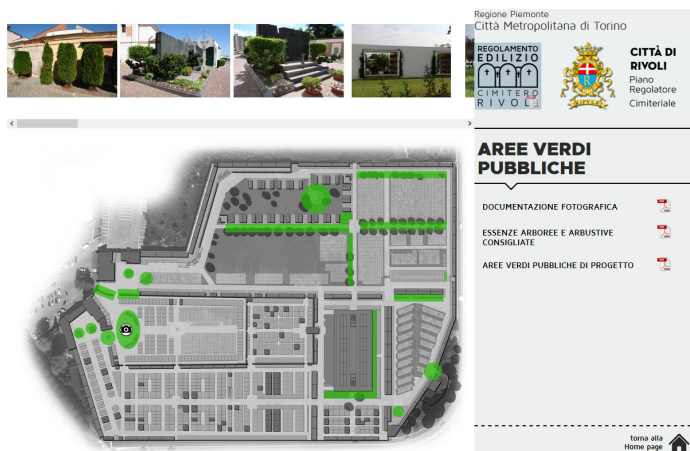 Regione Piemonte
Città Metropolitana di Torino
REGOLAMENTO
EDILIZIO
CIMITERO
RIVOLI
CITTÀ DI
RIVOLI
Piano
Regolatore
Cimiteriale
AREE VERDI
PUBBLICHE
DOCUMENTAZIONE FOTOGRAFICA
ESSENZE ARBOREE E ARBUSTIVE
CONSIGLIATE
AREE VERDI PUBBLICHE DI PROGETTO
torna alla
Home page